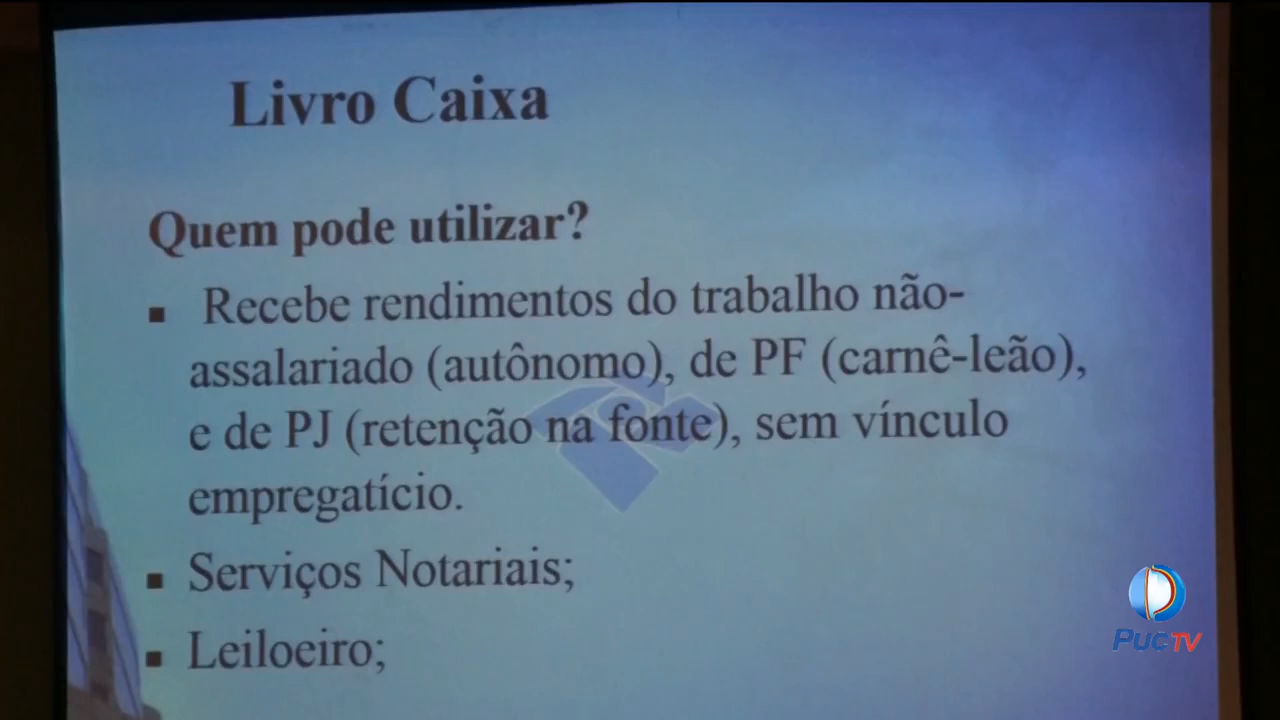 Livro Caixa
Quem pode utilizar?
▪ Recebe rendimentos do trabalho não-
assalariado (autônomo), de PF (carnê-leão),
e de PJ (retenção na fonte), sem vínculo
empregatício.
▪ Serviços Notariais;
▪ Leiloeiro;
PUC TV